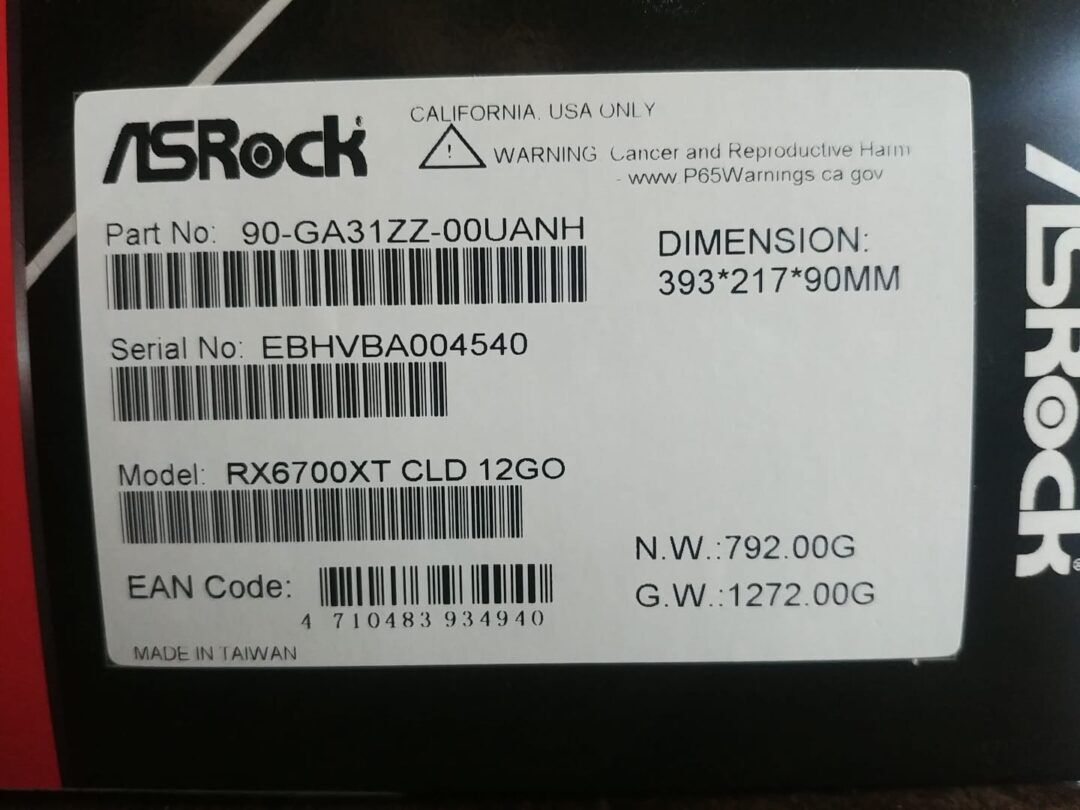 ASRock
CALIFORNIA, USA ONLY
! WARNING Cancer and Reproductive Harm
- www P65Warnings ca gov
Part No: 90-GA31ZZ-00UANH
DIMENSION:
393*217*90MM
Serial No: EBHVBA004540
Model: RX6700XT CLD 12GO
N.W.:792.00G
G.W.:1272.00G
EAN Code:
4 710483 934940
MADE IN TAIWAN
ASRock®